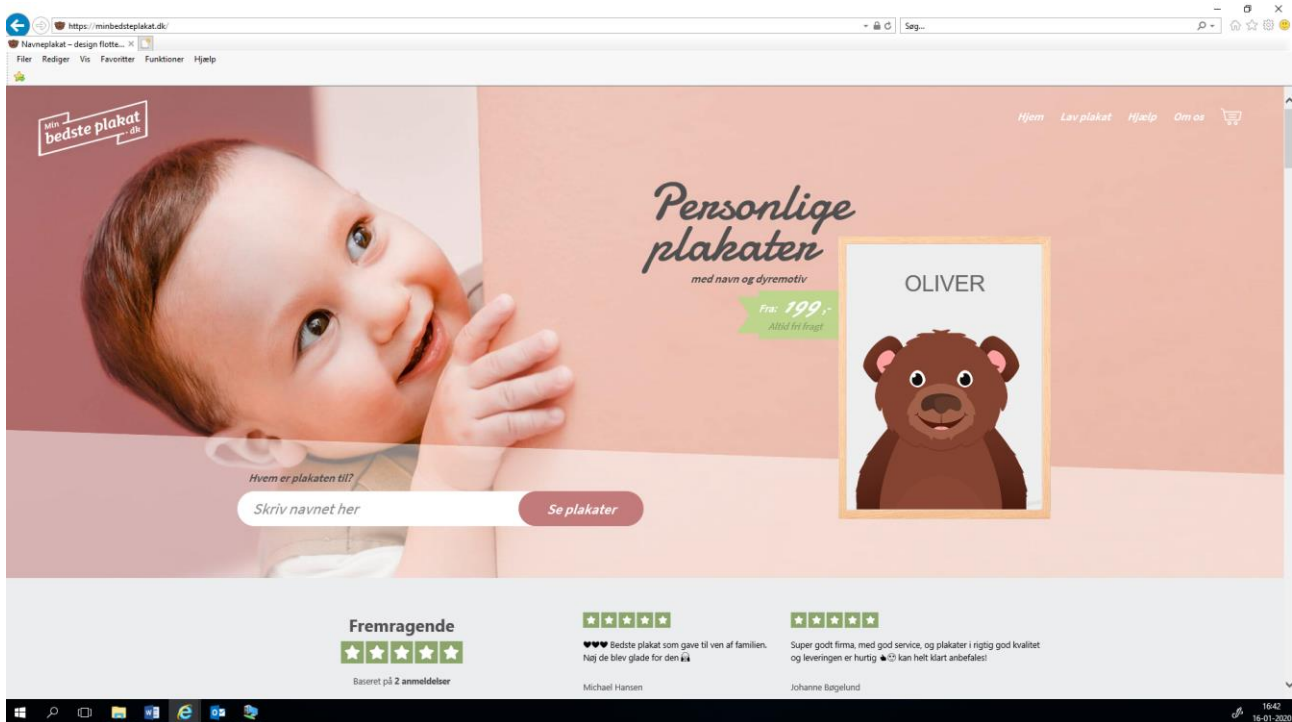 https://minbedsteplakat.dk/
Søg...
Navneplakat – design flotte...
Filer Rediger Vis Favoritter Funktioner Hjælp
Min
bedste plakat
.dk
Hjem Lav plakat Hjælp Om os
Personlige
plakater
med navn og dyremotiv
Fra: 199,-
Altid fri fragt
OLIVER
Hvem er plakaten til?
Skriv navnet her
Se plakater
Fremragende
Baseret på 2 anmeldelser
♥♥♥ Bedste plakat som gave til ven af familien.
Nøj de blev glade for den
Michael Hansen
Super godt firma, med god service, og plakater i rigtig god kvalitet
og leveringen er hurtig kan helt klart anbefales!
Johanne Bøgelund
16:42
16-01-2020